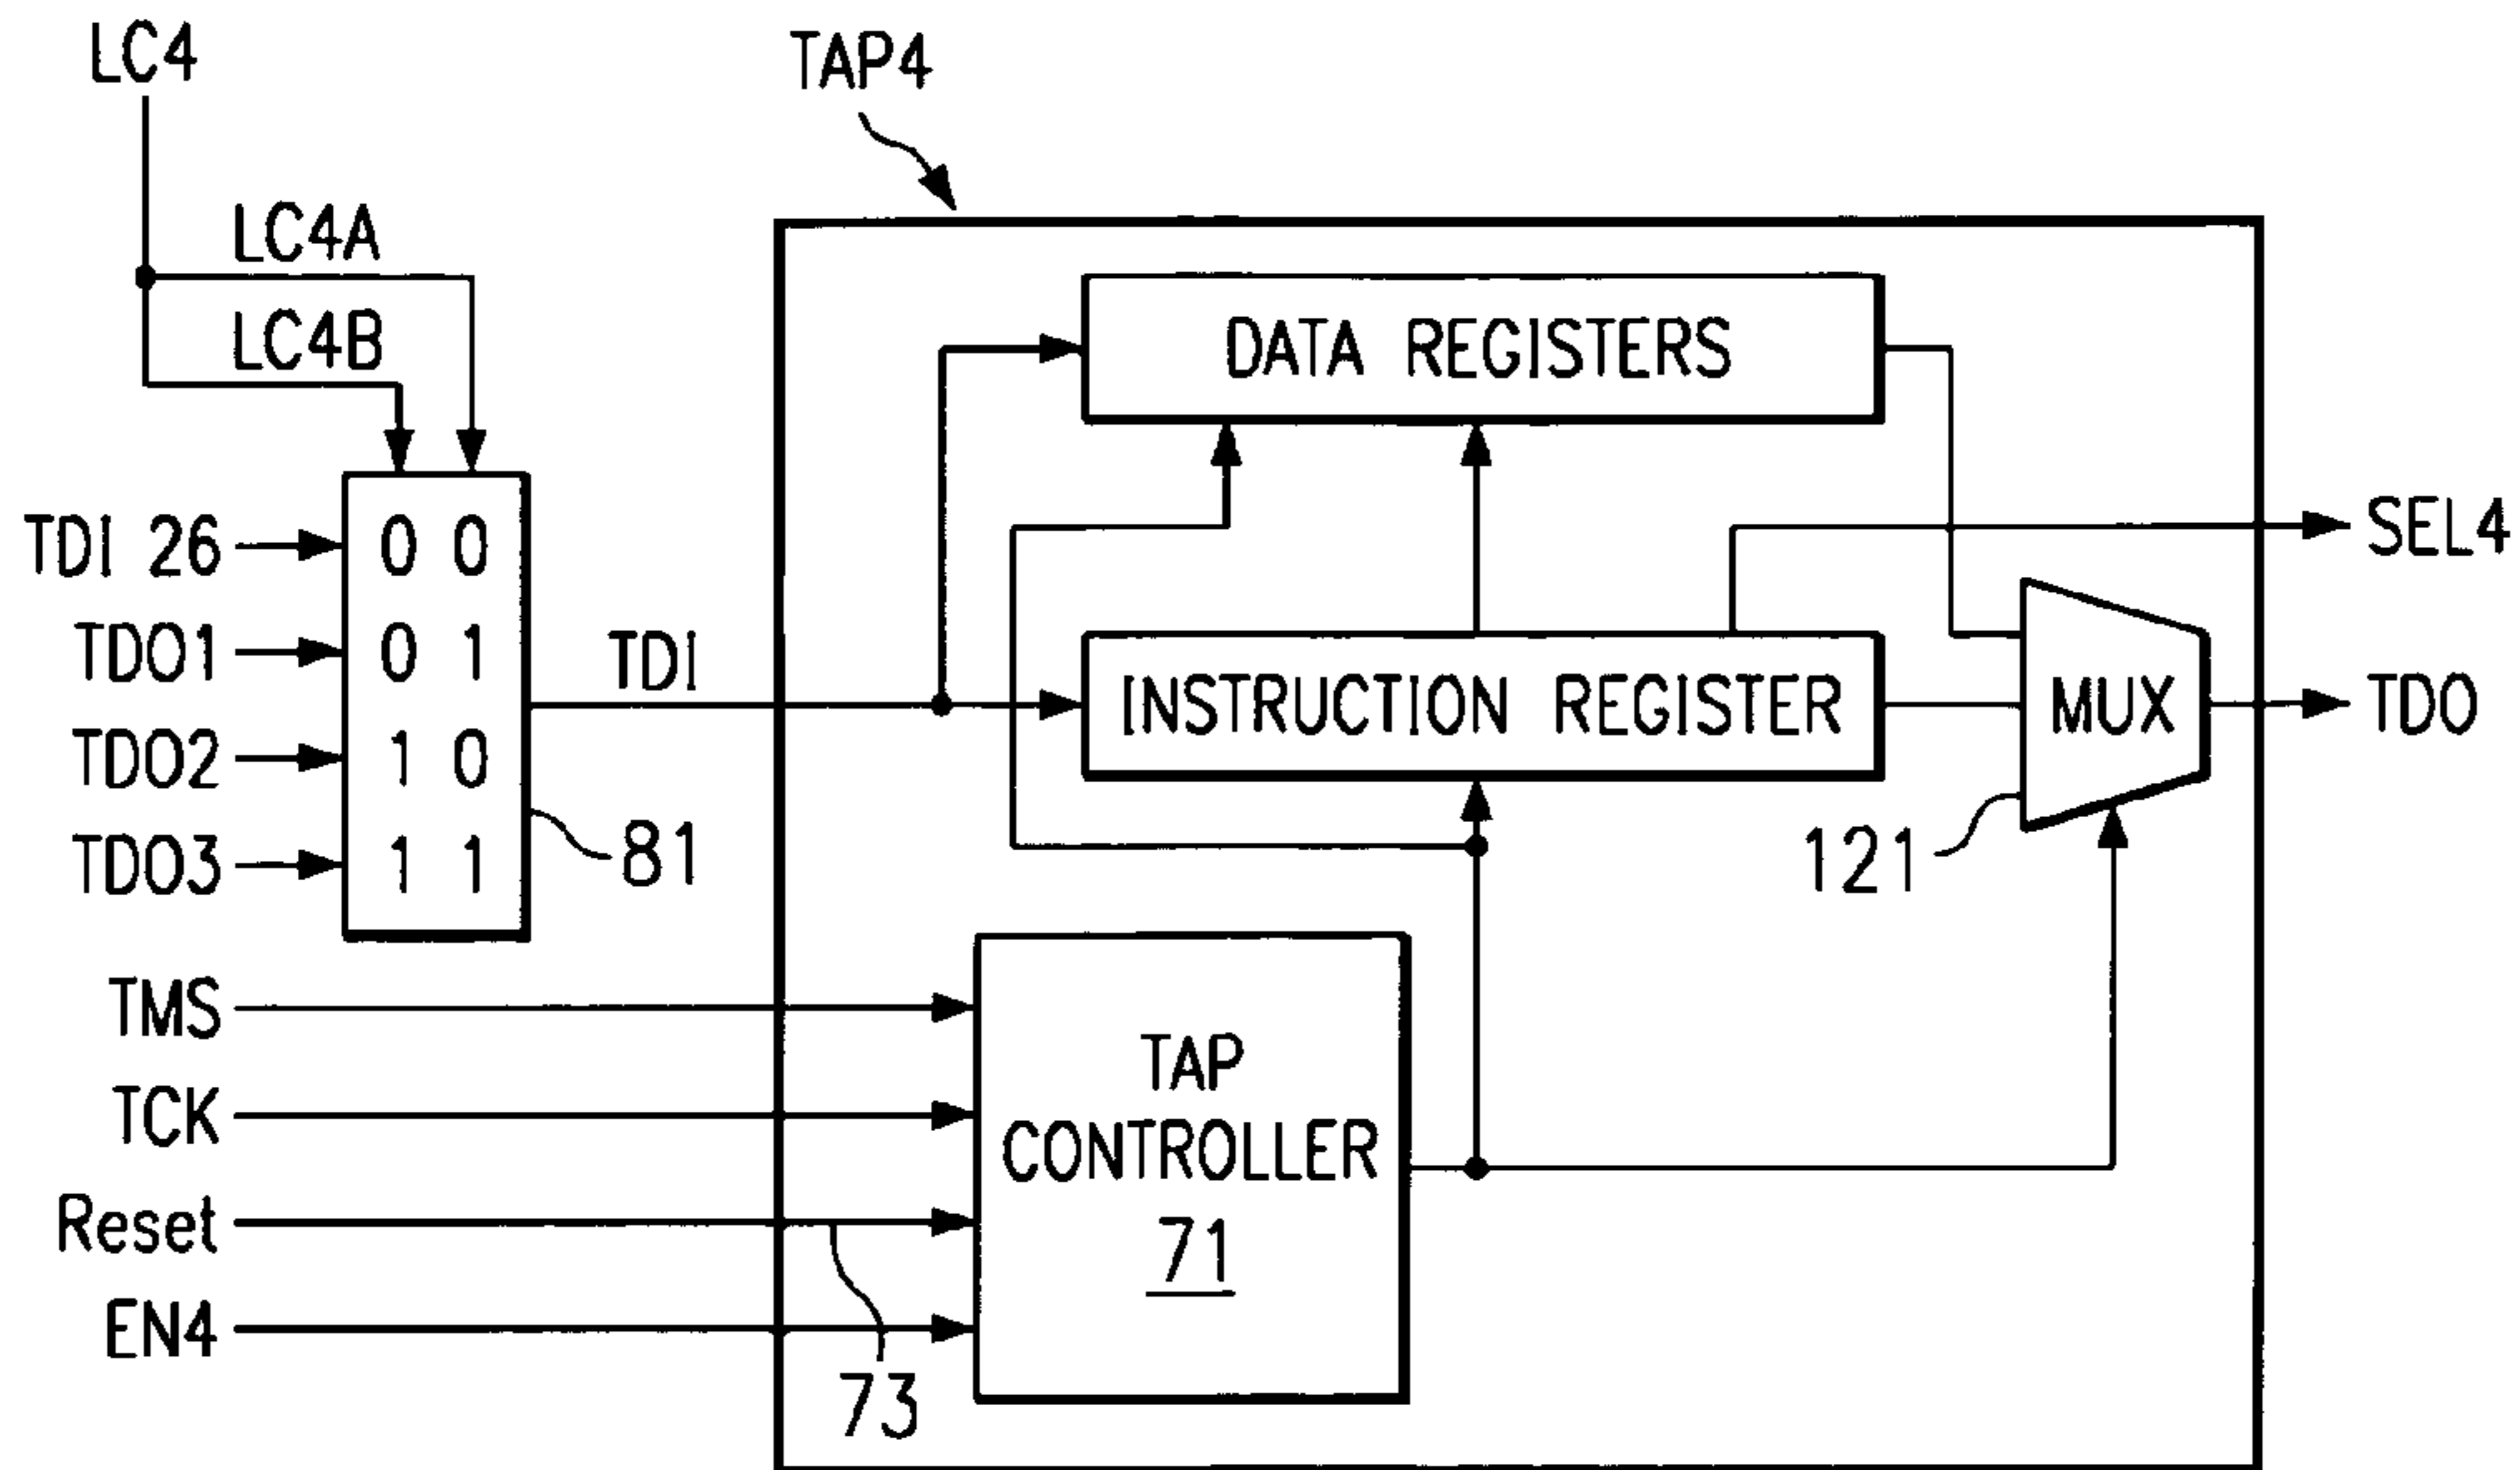 LC4
TAP4
LC4A
LC4B
DATA REGISTERS
TDI 26
0 0
SEL4
TDO1
0 1
TDI
INSTRUCTION REGISTER
MUX
TDO
TDO2
1 0
TDO3
1 1
81
121
TMS
TAP
CONTROLLER
71
TCK
Reset
EN4
73